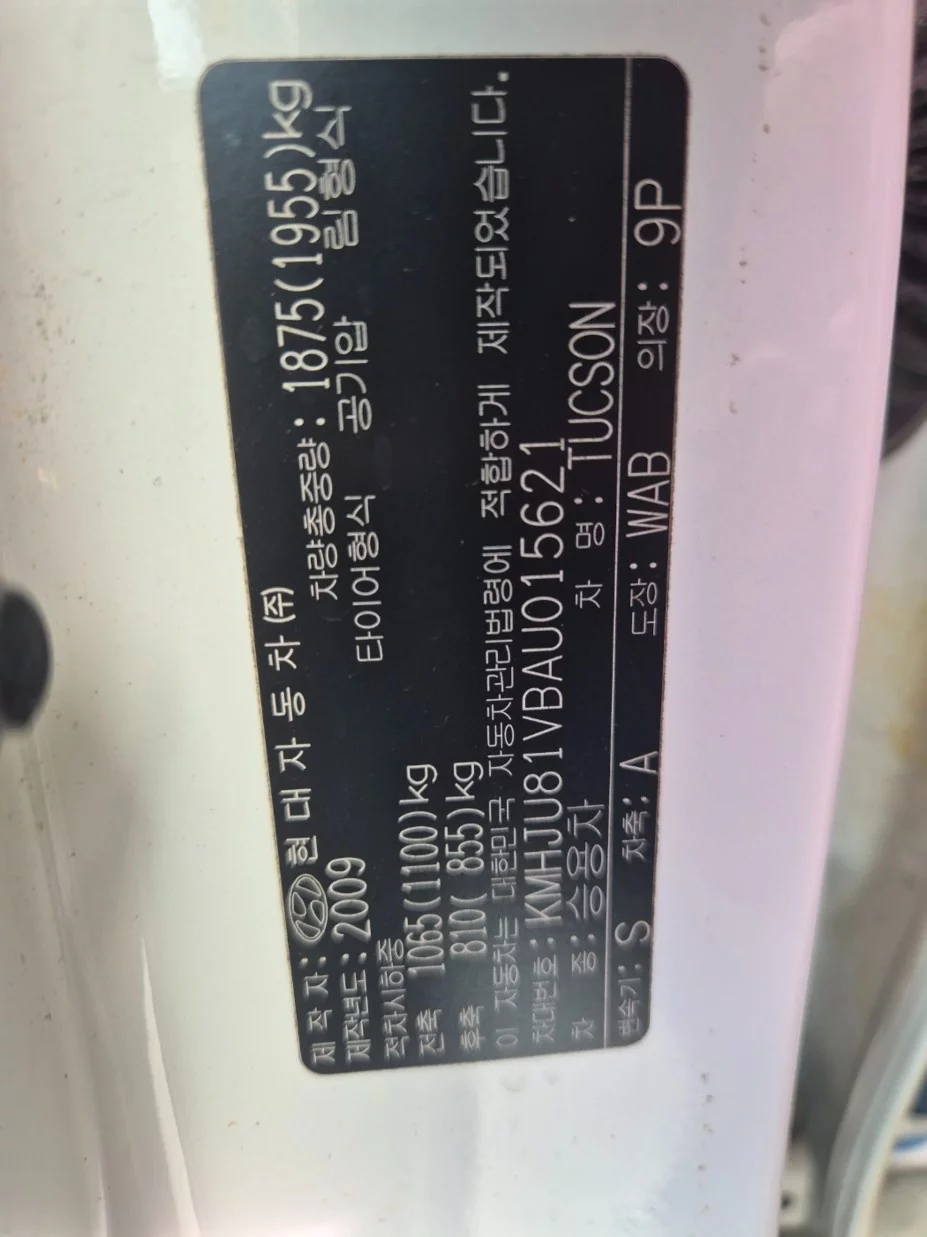 제 작 자: 현 대 자 동 차 (주)
제작년도: 2009 차량총중량: 1875(1955)kg
적차시하중 타이어형식 공기압 림형식
전축 1065(1100)kg
후축 810( 855)kg
이 자동차는 대한민국 자동차관리법령에 적합하게 제작되었습니다.
차대번호: KMHJU81VBAU015621
차 종: 승용차 차 명: TUCSON
변속기: S 차축: A 도장: WAB 의장: 9P